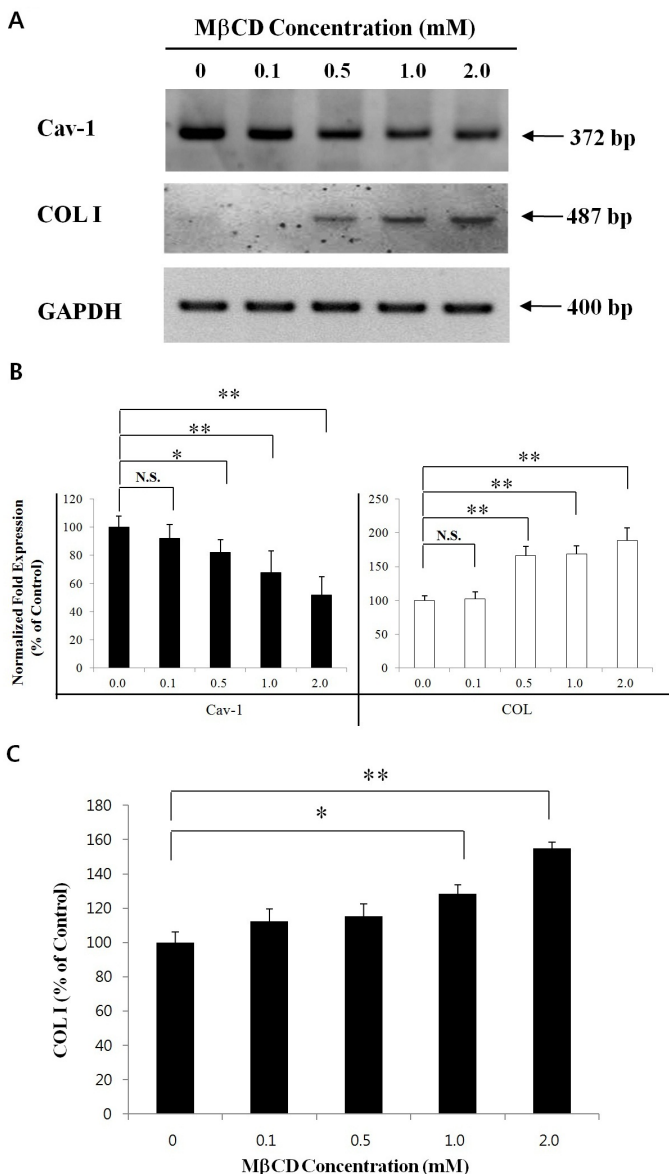 A
MβCD Concentration (mM)
0 0.1 0.5 1.0 2.0
Cav-1
372 bp
COL I
487 bp
GAPDH
400 bp
B
**
**
*
N.S.
**
**
**
N.S.
Normalized Fold Expression
(% of Control)
120
100
80
60
40
20
0
0.0 0.1 0.5 1.0 2.0
Cav-1
250
200
150
100
50
0
0.0 0.1 0.5 1.0 2.0
COL
C
**
*
COL I (% of Control)
180
160
140
120
100
80
60
40
20
0
0 0.1 0.5 1.0 2.0
MβCD Concentration (mM)